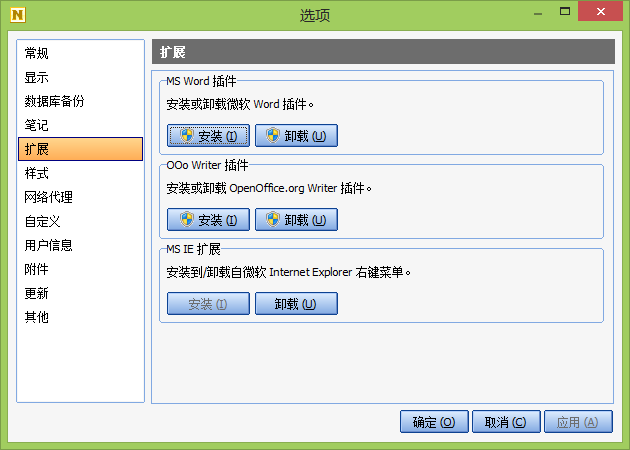 N
选项
常规
显示
数据库备份
笔记
扩展
样式
网络代理
自定义
用户信息
附件
更新
其他
扩展
MS Word 插件
安装或卸载微软 Word 插件。
安装 (I) 卸载 (U)
OOo Writer 插件
安装或卸载 OpenOffice.org Writer 插件。
安装 (I) 卸载 (U)
MS IE 扩展
安装到/卸载自微软 Internet Explorer 右键菜单。
安装 (I) 卸载 (U)
确定 (O) 取消 (C) 应用 (A)